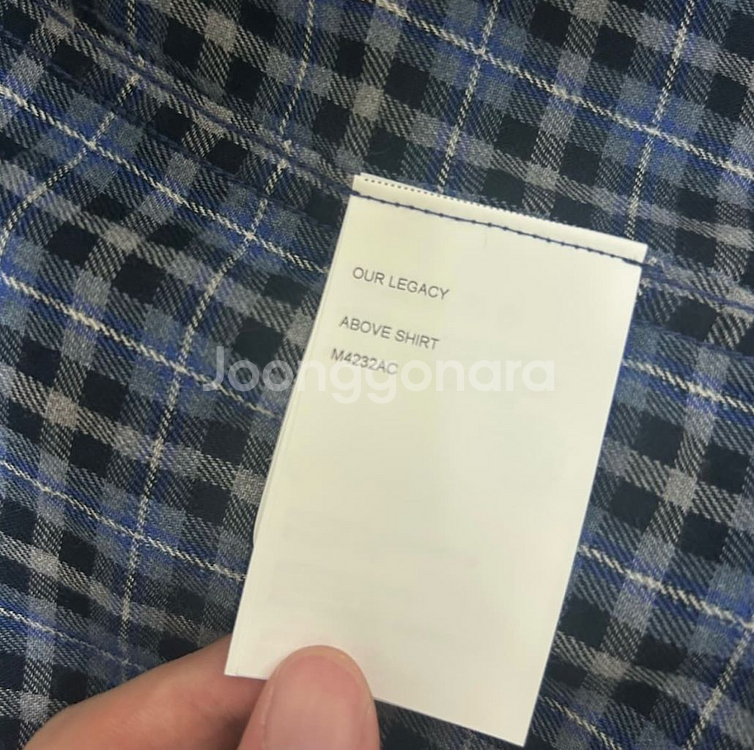 OUR LEGACY
ABOVE SHIRT
M4232AC
Joonggonara